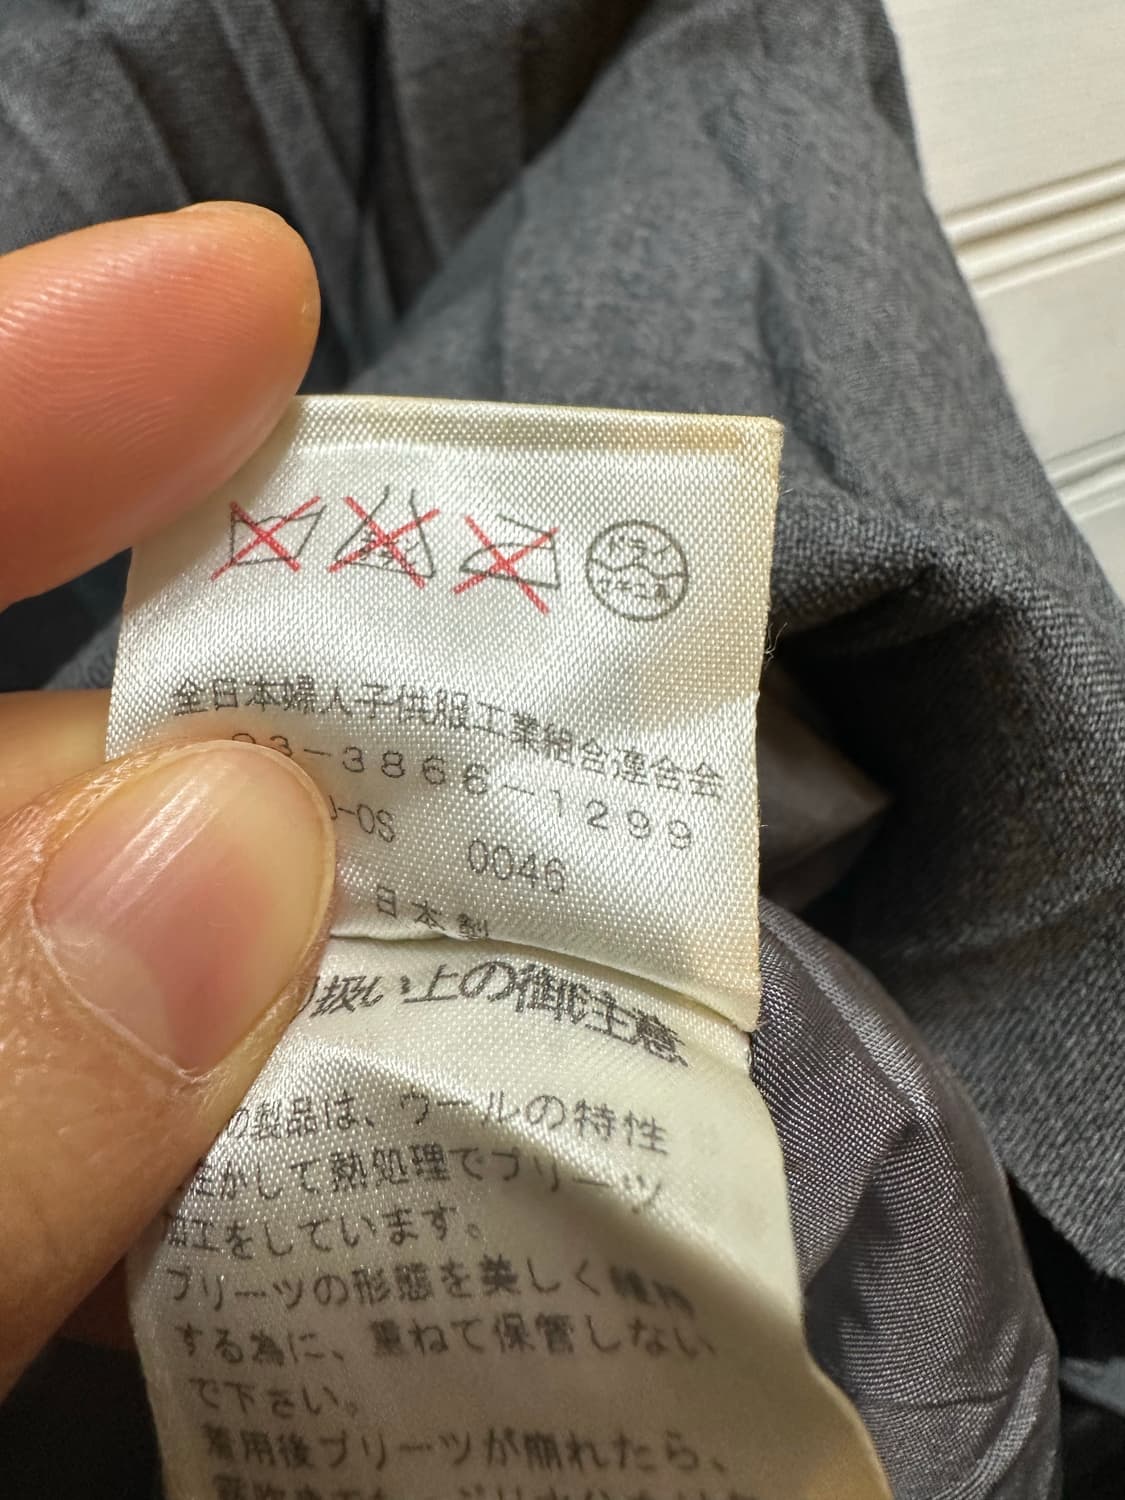 ドライ
全日本婦人子供服工業組合連合会
03-3866-1299
-OS 0046
日本製
り扱い上の御注意
の製品は、ウールの特性
生かして熱処理でプリーツ
加工をしています。
プリーツの形態を美しく維持
する為に、重ねて保管しない
で下さい。
着用後プリーツが崩れたら、